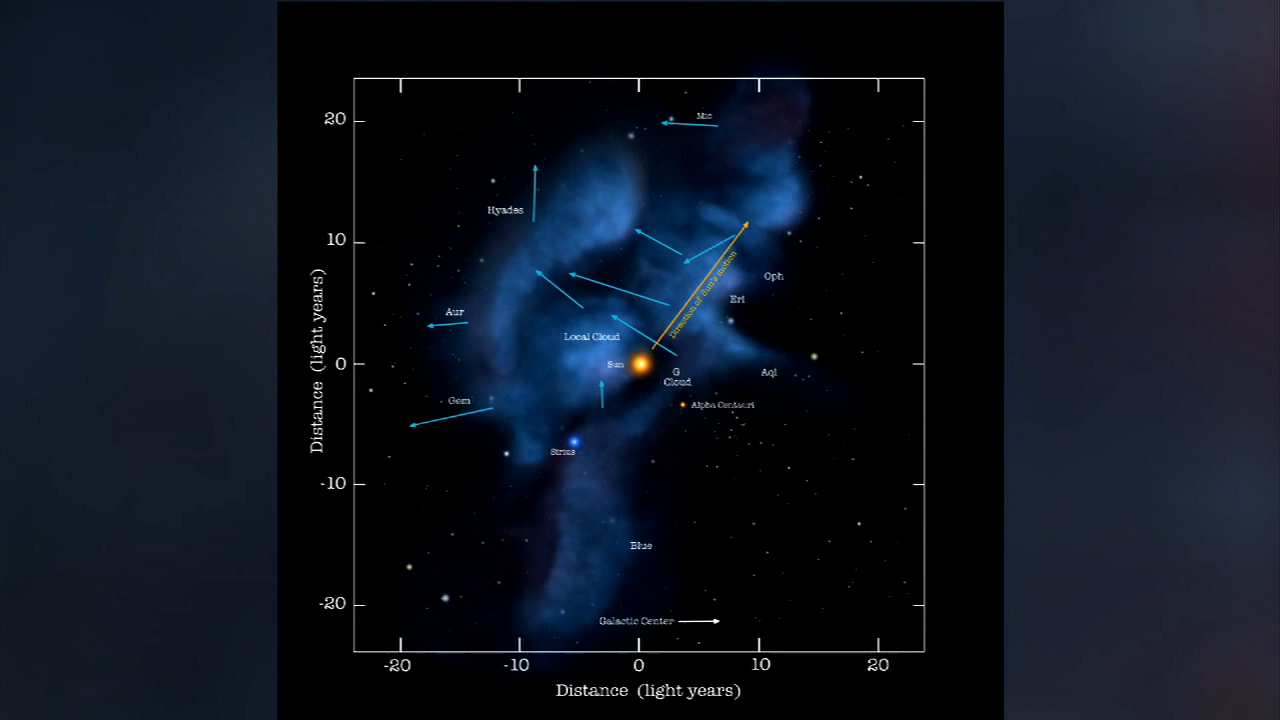 20
Mic
Hyades
10
Oph
Direction of Sun's motion
Eri
Aur
Local Cloud
0
Sun
G
Cloud
Aql
Gem
Alpha Centauri
Sirius
-10
Blue
-20
Galactic Center
-20
-10
0
10
20
Distance (light years)
Distance (light years)